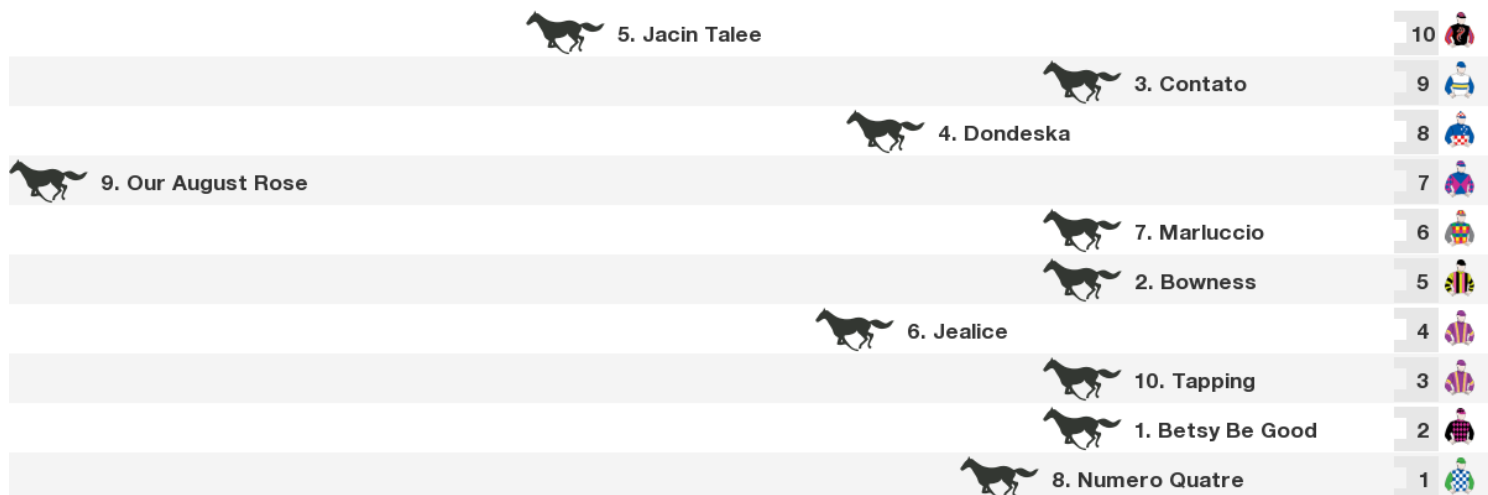 5. Jacin Talee 10
3. Contato 9
4. Dondeska 8
9. Our August Rose 7
7. Marluccio 6
2. Bowness 5
6. Jealice 4
10. Tapping 3
1. Betsy Be Good 2
8. Numero Quatre 1